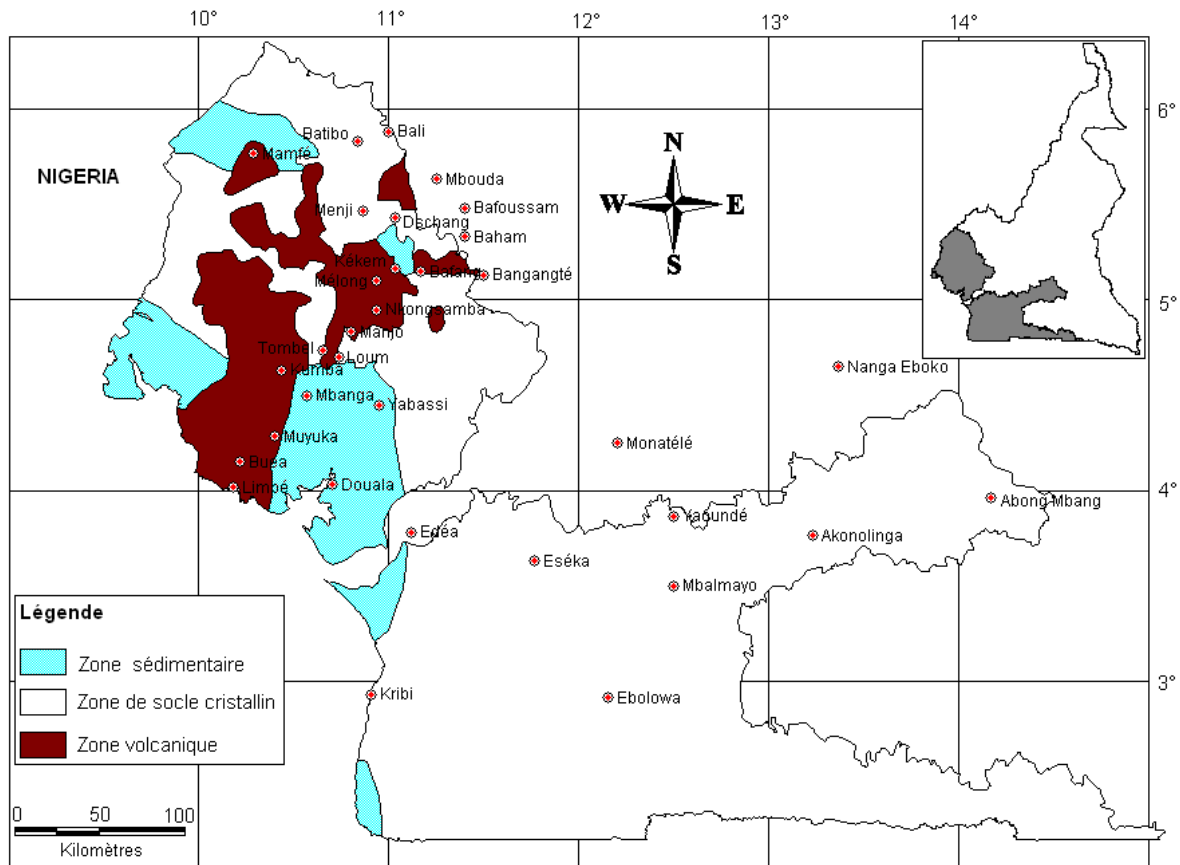 10° 11° 12° 13° 14°
6°
Batibo
Bali
Mamfé
NIGERIA
Mbouda
N
Menji
Bafoussam
W E
Dschang
Baham
S
Kékem
Bafang
Bangangté
Mélong
5°
Nkongsamba
Manjo
Tombel
Loum
Kumba
Nanga Eboko
Mbanga
Yabassi
Muyuka
Monatélé
Buea
Limbé
Douala
4°
Abong Mbang
Yaoundé
Edéa
Akonolinga
Eséka
Mbalmayo
Légende
Zone sédimentaire
Zone de socle cristallin
Zone volcanique
3°
Kribi
Ebolowa
0 50 100
Kilomètres